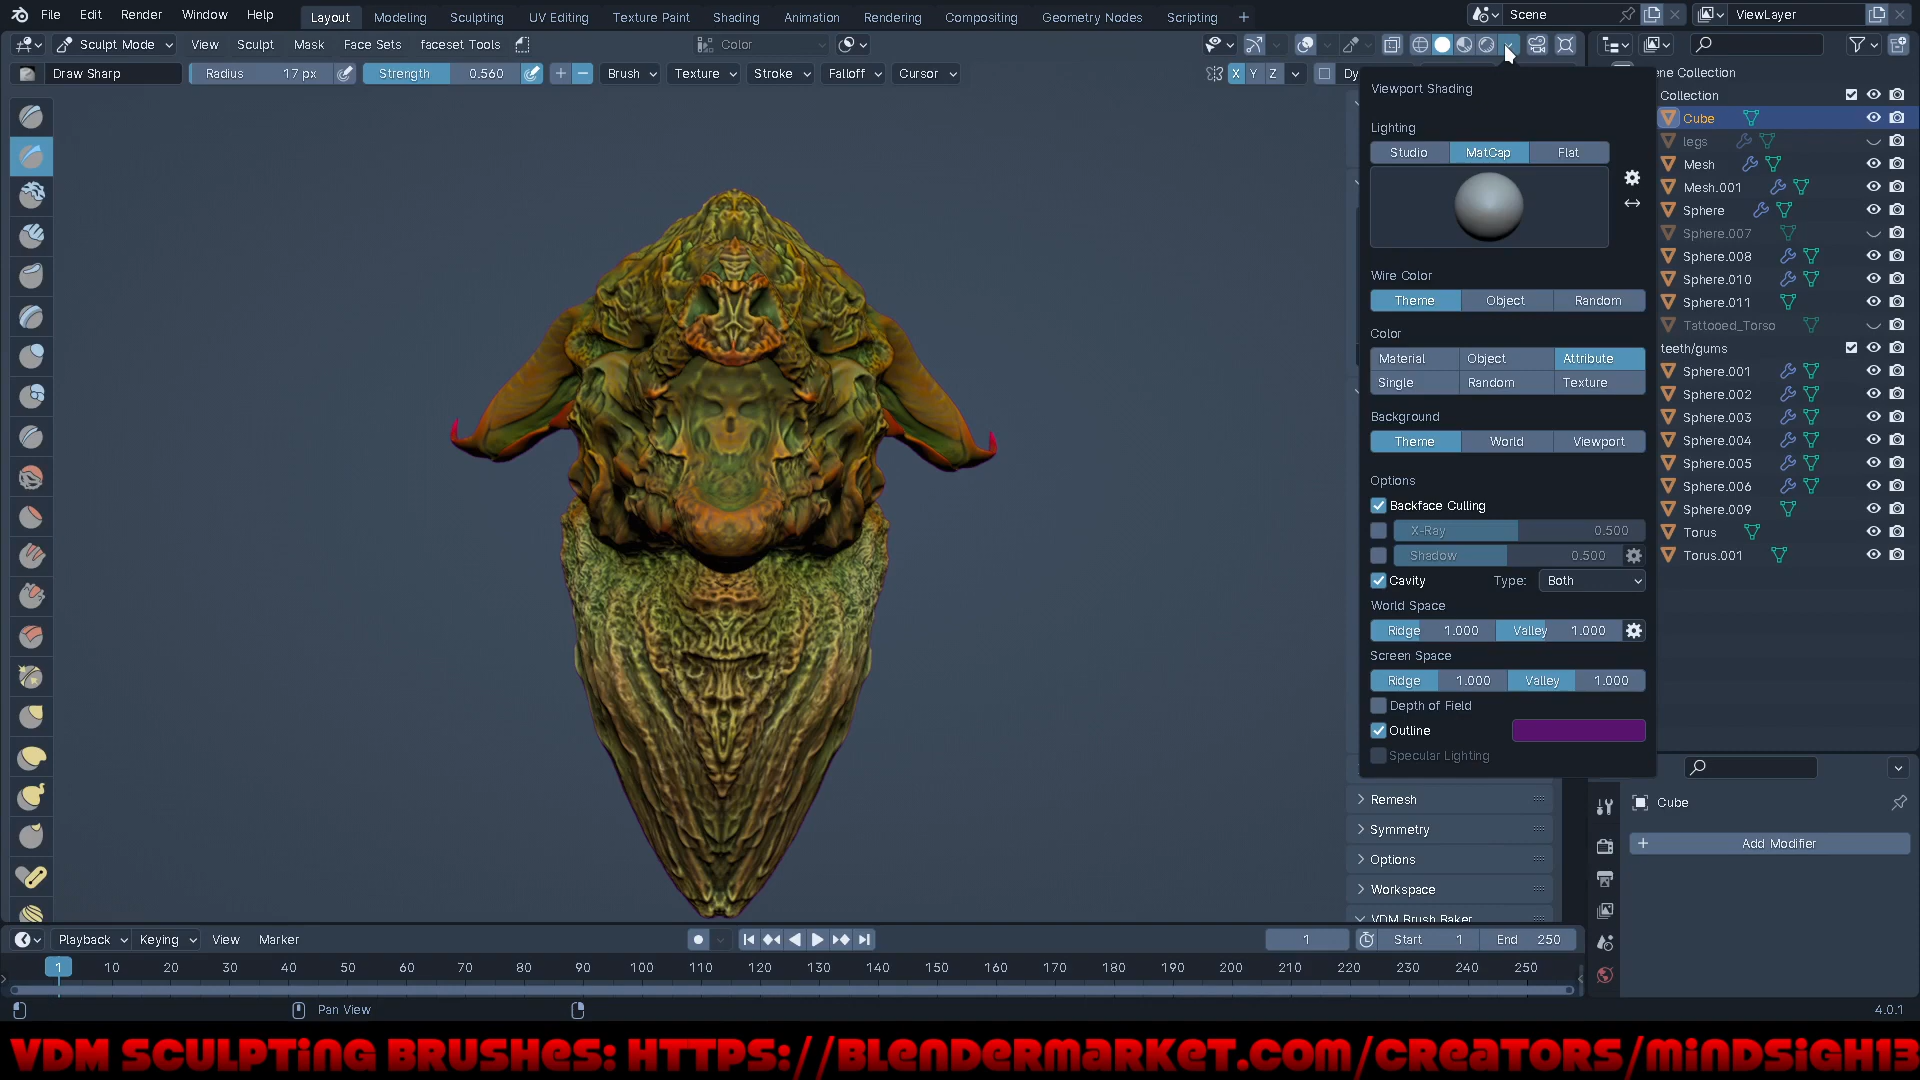 File Edit Render Window Help Layout Modeling Sculpting UV Editing Texture Paint Shading Animation Rendering Compositing Geometry Nodes Scripting + Scene ViewLayer
Sculpt Mode View Sculpt Mask Face Sets faceset Tools Color
Draw Sharp Radius 17 px Strength 0.560 Brush Texture Stroke Falloff Cursor X Y Z Dy
ene Collection
Collection
Cube
legs
Mesh
Mesh.001
Sphere
Sphere.007
Sphere.008
Sphere.010
Sphere.011
Tattooed_Torso
teeth/gums
Sphere.001
Sphere.002
Sphere.003
Sphere.004
Sphere.005
Sphere.006
Sphere.009
Torus
Torus.001
Viewport Shading
Lighting
Studio MatCap Flat
Wire Color
Theme Object Random
Color
Material Object Attribute
Single Random Texture
Background
Theme World Viewport
Options
Backface Culling
X-Ray 0.500
Shadow 0.500
Cavity Type: Both
World Space
Ridge 1.000 Valley 1.000
Screen Space
Ridge 1.000 Valley 1.000
Depth of Field
Outline
Specular Lighting
Remesh
Symmetry
Options
Workspace
VDM Brush Baker
Cube
+ Add Modifier
Playback Keying View Marker 1 Start 1 End 250
1 10 20 30 40 50 60 70 80 90 100 110 120 130 140 150 160 170 180 190 200 210 220 230 240 250
Pan View 4.0.1
VDM SCULPTiNG BRUSHES: HTTPS://BLENDERMARKET.COM/CREATORS/MiNDSiGH13